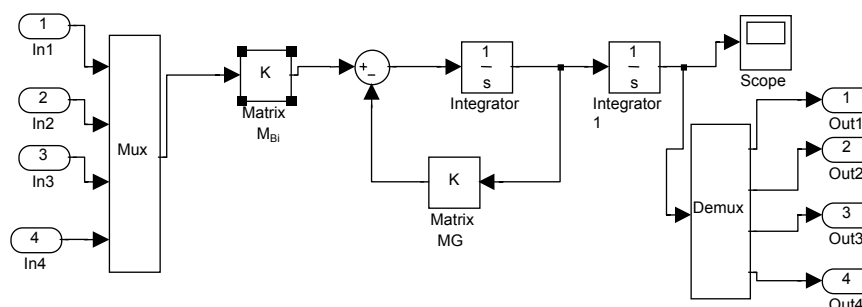 1
In1
2
In2
3
In3
4
In4
Mux
K
Matrix
M_Bi
+
−
1
s
Integrator
1
s
Integrator
1
K
Matrix
MG
Scope
Demux
1
Out1
2
Out2
3
Out3
4
Out4